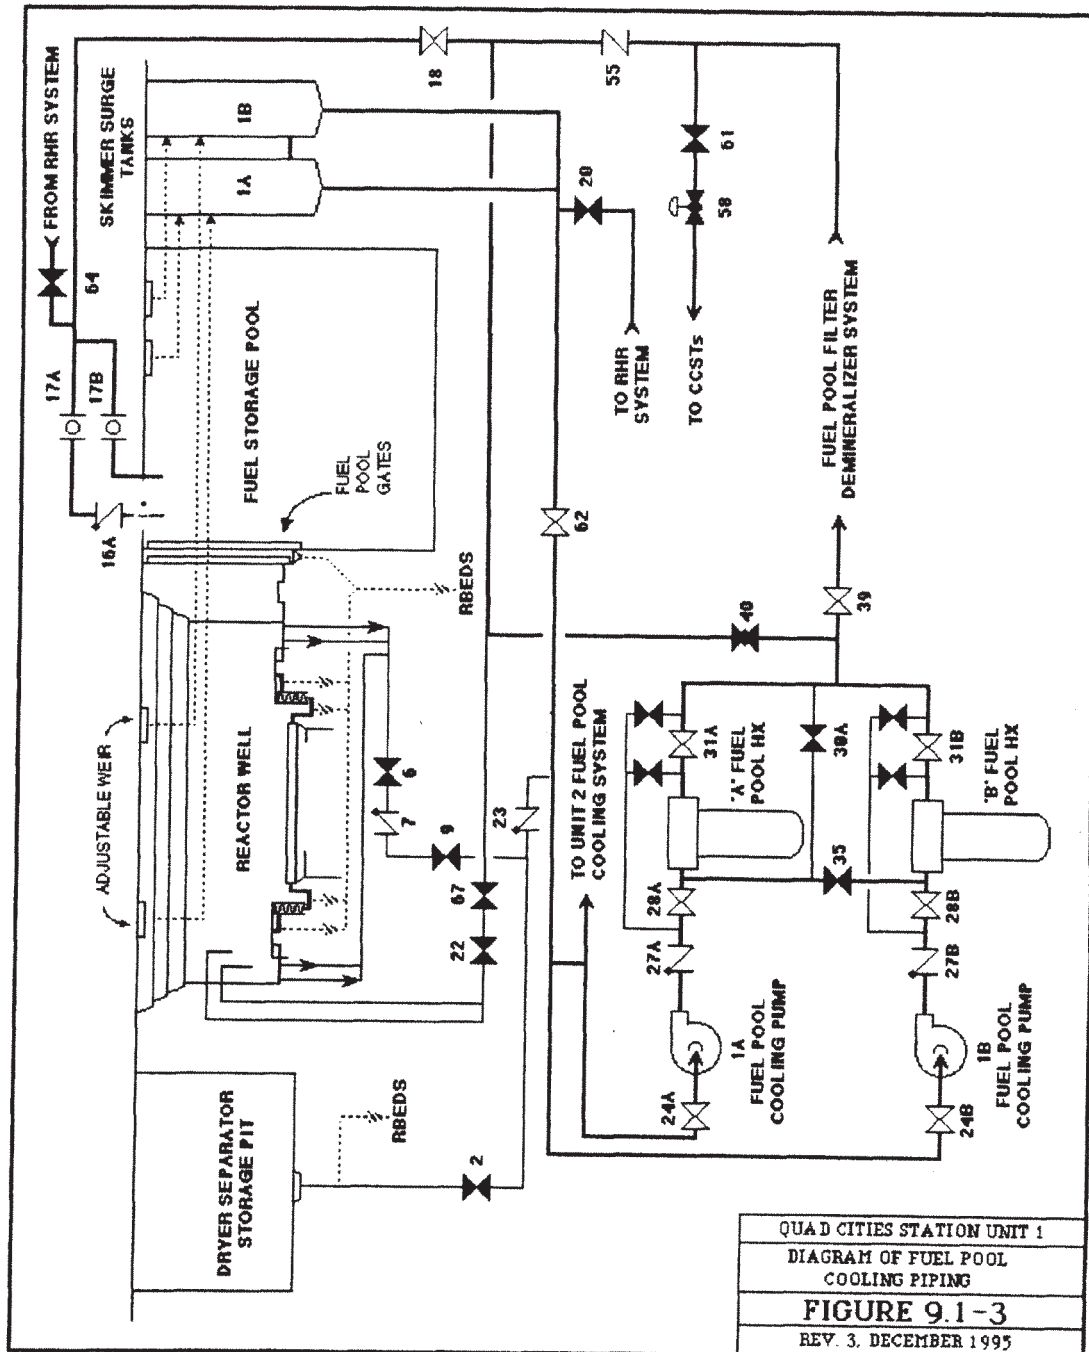 FROM RHR SYSTEM
64
17A
17B
16A
18
55
SKIMMER SURGE
TANKS
1B
1A
FUEL STORAGE POOL
FUEL
POOL
GATES
ADJUSTABLE WEIR
REACTOR WELL
DRYER SEPARATOR
STORAGE PIT
RBEDS
RBEDS
61
58
20
TO RHR
SYSTEM
TO CCSTs
FUEL POOL FILTER
DEMINERALIZER SYSTEM
62
40
39
6
7
9
67
22
23
2
TO UNIT 2 FUEL POOL
COOLING SYSTEM
31A
"A" FUEL
POOL HX
28A
27A
1A
FUEL POOL
COOLING PUMP
24A
35
31B
"B" FUEL
POOL HX
28B
27B
1B
FUEL POOL
COOLING PUMP
24B
QUAD CITIES STATION UNIT 1
DIAGRAM OF FUEL POOL
COOLING PIPING
FIGURE 9.1-3
REV. 3, DECEMBER 1995